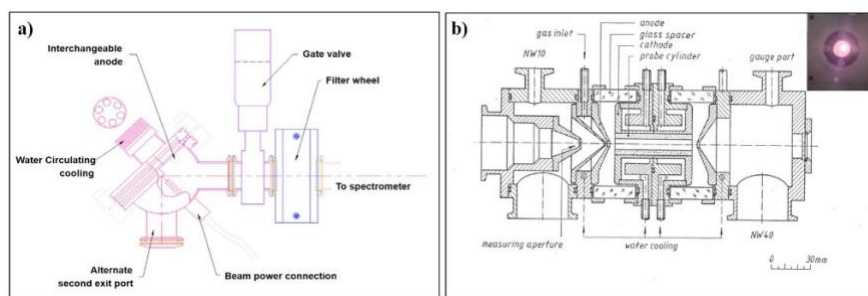 a)
Interchangeable
anode
Gate valve
Filter wheel
Water Circulating
cooling
To spectrometer
Alternate
second exit port
Beam power connection
b)
gas inlet
anode
glass spacer
cathode
probe cylinder
NW10
gauge port
measuring aperture
water cooling
NW40
0 30mm